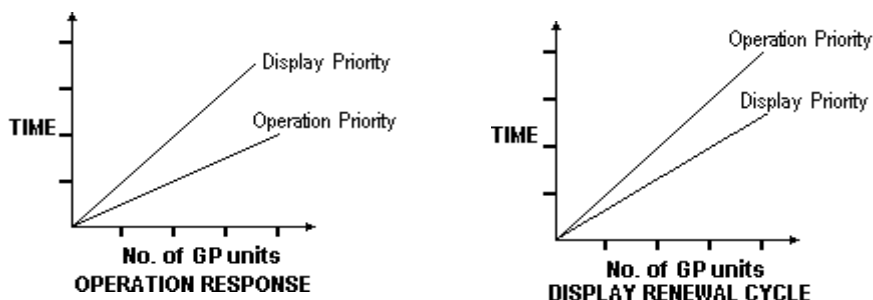 Display Priority
Operation Priority
TIME
No. of GP units
OPERATION RESPONSE
Operation Priority
Display Priority
TIME
No. of GP units
DISPLAY RENEWAL CYCLE